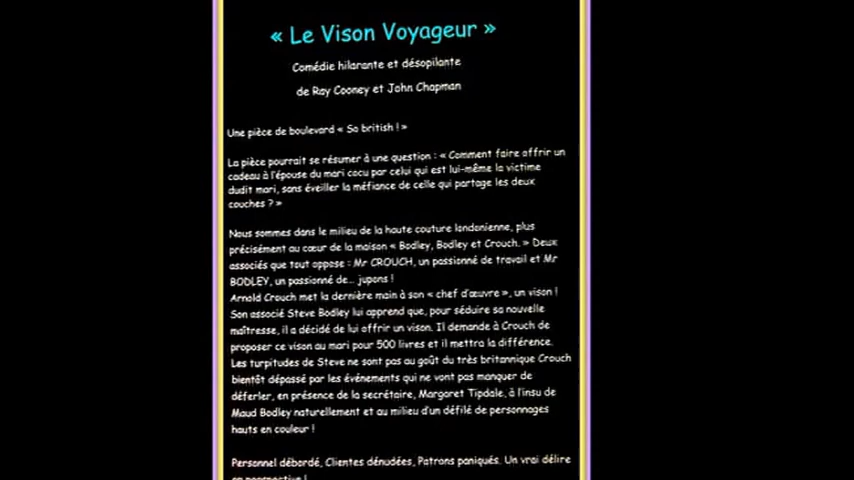 « Le Vison Voyageur »
Comédie hilarante et désopilante
de Ray Cooney et John Chapman
Une pièce de boulevard « So british ! »
La pièce pourrait se résumer à une question : « Comment faire offrir un
cadeau à l'épouse du mari cocu par celui qui est lui-même la victime
dudit mari, sans éveiller la méfiance de celle qui partage les deux
couches ? »
Nous sommes dans le milieu de la haute couture londonienne, plus
précisément au cœur de la maison « Bodley, Bodley et Crouch. » Deux
associés que tout oppose : Mr CROUCH, un passionné de travail et Mr
BODLEY, un passionné de... jupons !
Arnold Crouch met la dernière main à son « chef d'œuvre », un vison !
Son associé Steve Bodley lui apprend que, pour séduire sa nouvelle
maîtresse, il a décidé de lui offrir un vison. Il demande à Crouch de
proposer ce vison au mari pour 500 livres et il mettra la différence.
Les turpitudes de Steve ne sont pas au goût du très britannique Crouch
bientôt dépassé par les événements qui ne vont pas manquer de
déferler, en présence de la secrétaire, Margaret Tipdale, à l'insu de
Maud Bodley naturellement et au milieu d'un défilé de personnages
hauts en couleur !
Personnel débordé, Clientes dénudées, Patrons paniqués. Un vrai délire
en perspective !